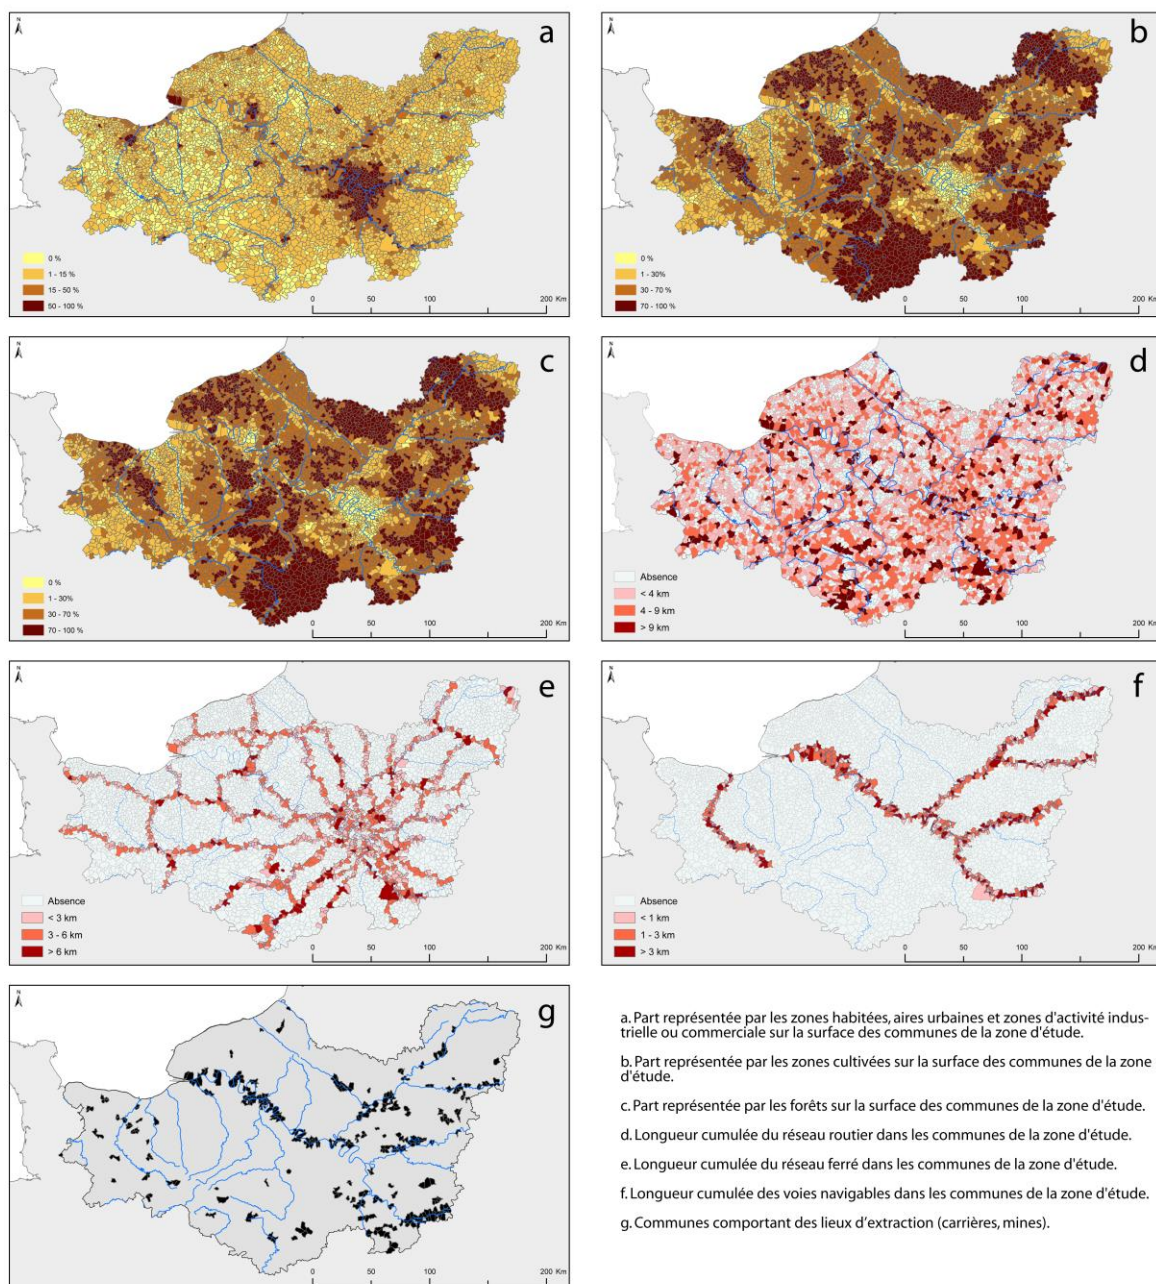 N
a
0 %
1 - 15 %
15 - 50 %
50 - 100 %
0 50 100 200 Km
N
b
0 %
1 - 30%
30 - 70 %
70 - 100 %
0 50 100 200 Km
N
c
0 %
1 - 30%
30 - 70 %
70 - 100 %
0 50 100 200 Km
N
d
Absence
< 4 km
4 - 9 km
> 9 km
0 50 100 200 Km
N
e
Absence
< 3 km
3 - 6 km
> 6 km
0 50 100 200 Km
N
f
Absence
< 1 km
1 - 3 km
> 3 km
0 50 100 200 Km
N
g
0 50 100 200 Km
a. Part représentée par les zones habitées, aires urbaines et zones d'activité indus-
trielle ou commerciale sur la surface des communes de la zone d'étude.
b. Part représentée par les zones cultivées sur la surface des communes de la zone
d'étude.
c. Part représentée par les forêts sur la surface des communes de la zone d'étude.
d. Longueur cumulée du réseau routier dans les communes de la zone d'étude.
e. Longueur cumulée du réseau ferré dans les communes de la zone d'étude.
f. Longueur cumulée des voies navigables dans les communes de la zone d'étude.
g. Communes comportant des lieux d'extraction (carrières, mines).